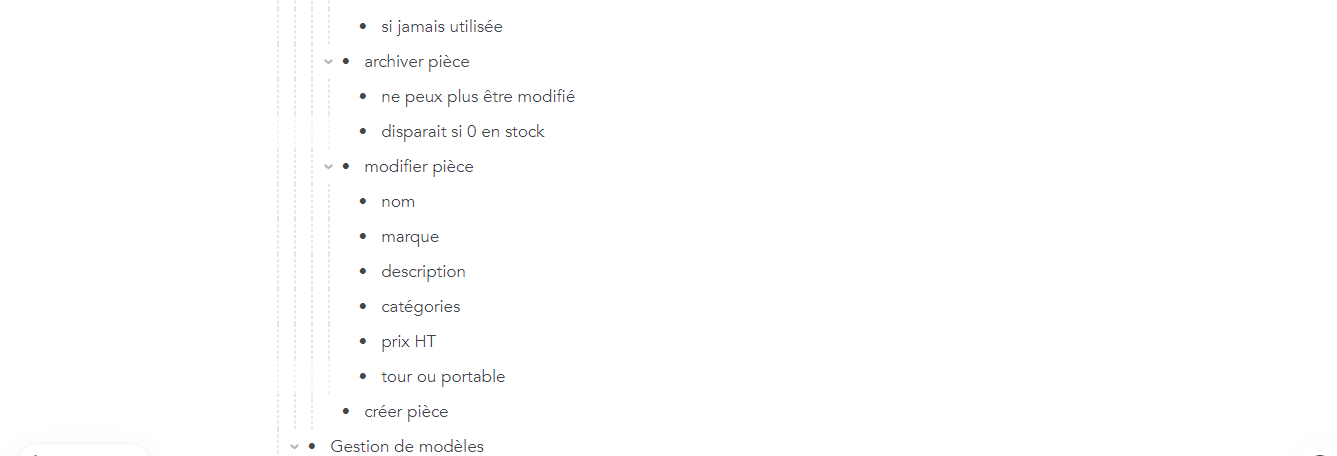 si jamais utilisée
archiver pièce
ne peux plus être modifié
disparait si 0 en stock
modifier pièce
nom
marque
description
catégories
prix HT
tour ou portable
créer pièce
Gestion de modèles